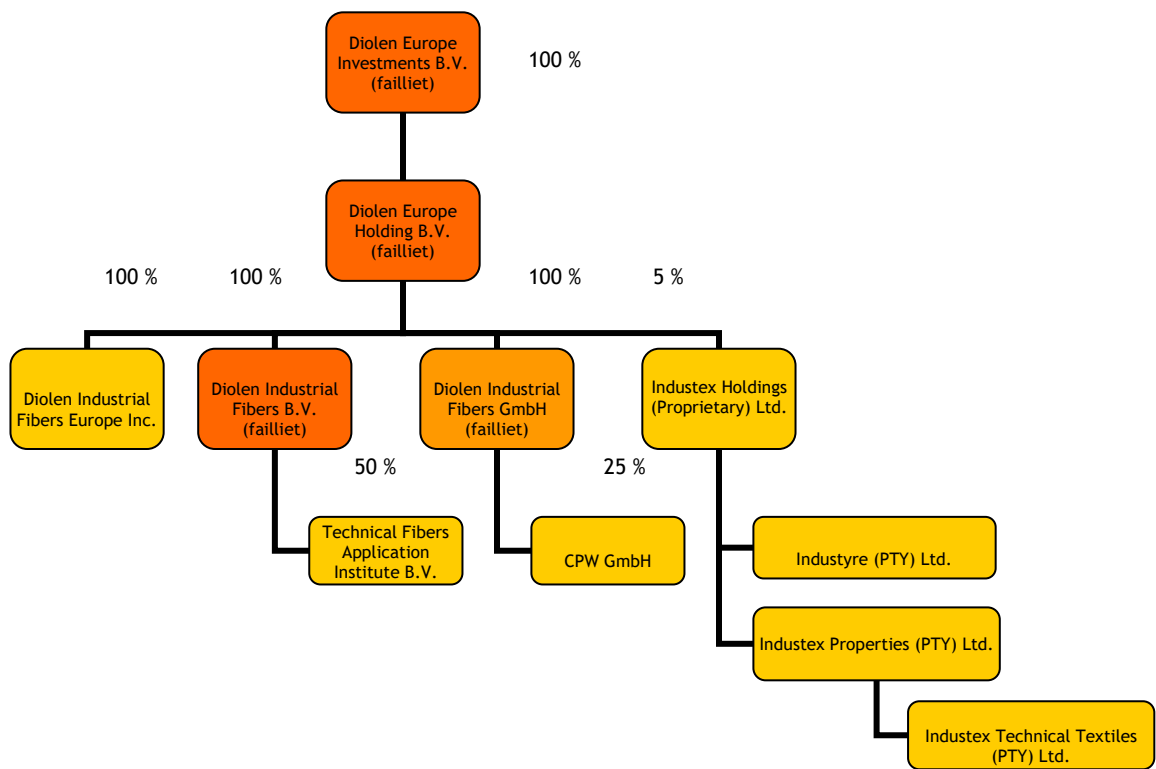 Diolen Europe
Investments B.V.
(failliet)
100 %
Diolen Europe
Holding B.V.
(failliet)
100 %
100 %
100 %
5 %
Diolen Industrial
Fibers Europe Inc.
Diolen Industrial
Fibers B.V.
(failliet)
Diolen Industrial
Fibers GmbH
(failliet)
Industex Holdings
(Proprietary) Ltd.
50 %
25 %
Technical Fibers
Application
Institute B.V.
CPW GmbH
Industyre (PTY) Ltd.
Industex Properties (PTY) Ltd.
Industex Technical Textiles
(PTY) Ltd.